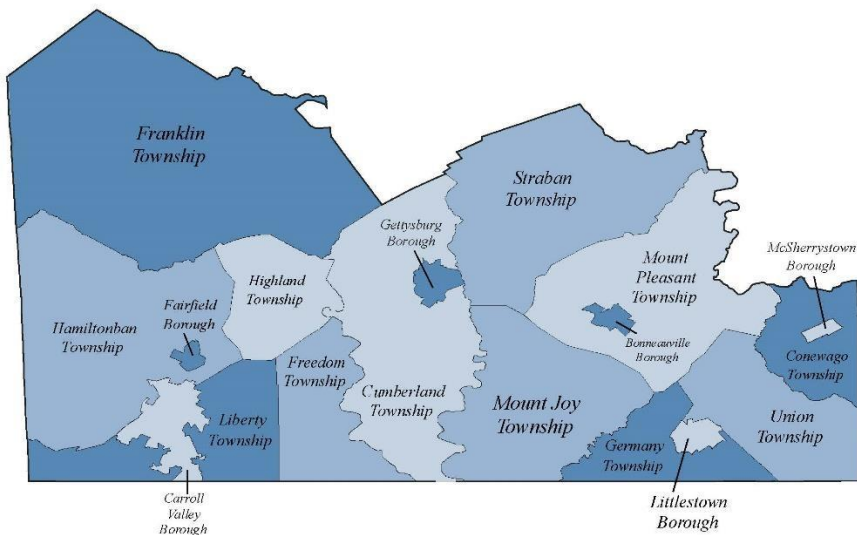 Franklin
Township
Straban
Township
Gettysburg
Borough
Mount
Pleasant
Township
McSherrystown
Borough
Highland
Township
Fairfield
Borough
Hamiltonban
Township
Bonneauville
Borough
Conewago
Township
Freedom
Township
Cumberland
Township
Mount Joy
Township
Liberty
Township
Union
Township
Germany
Township
Carroll
Valley
Borough
Littlestown
Borough